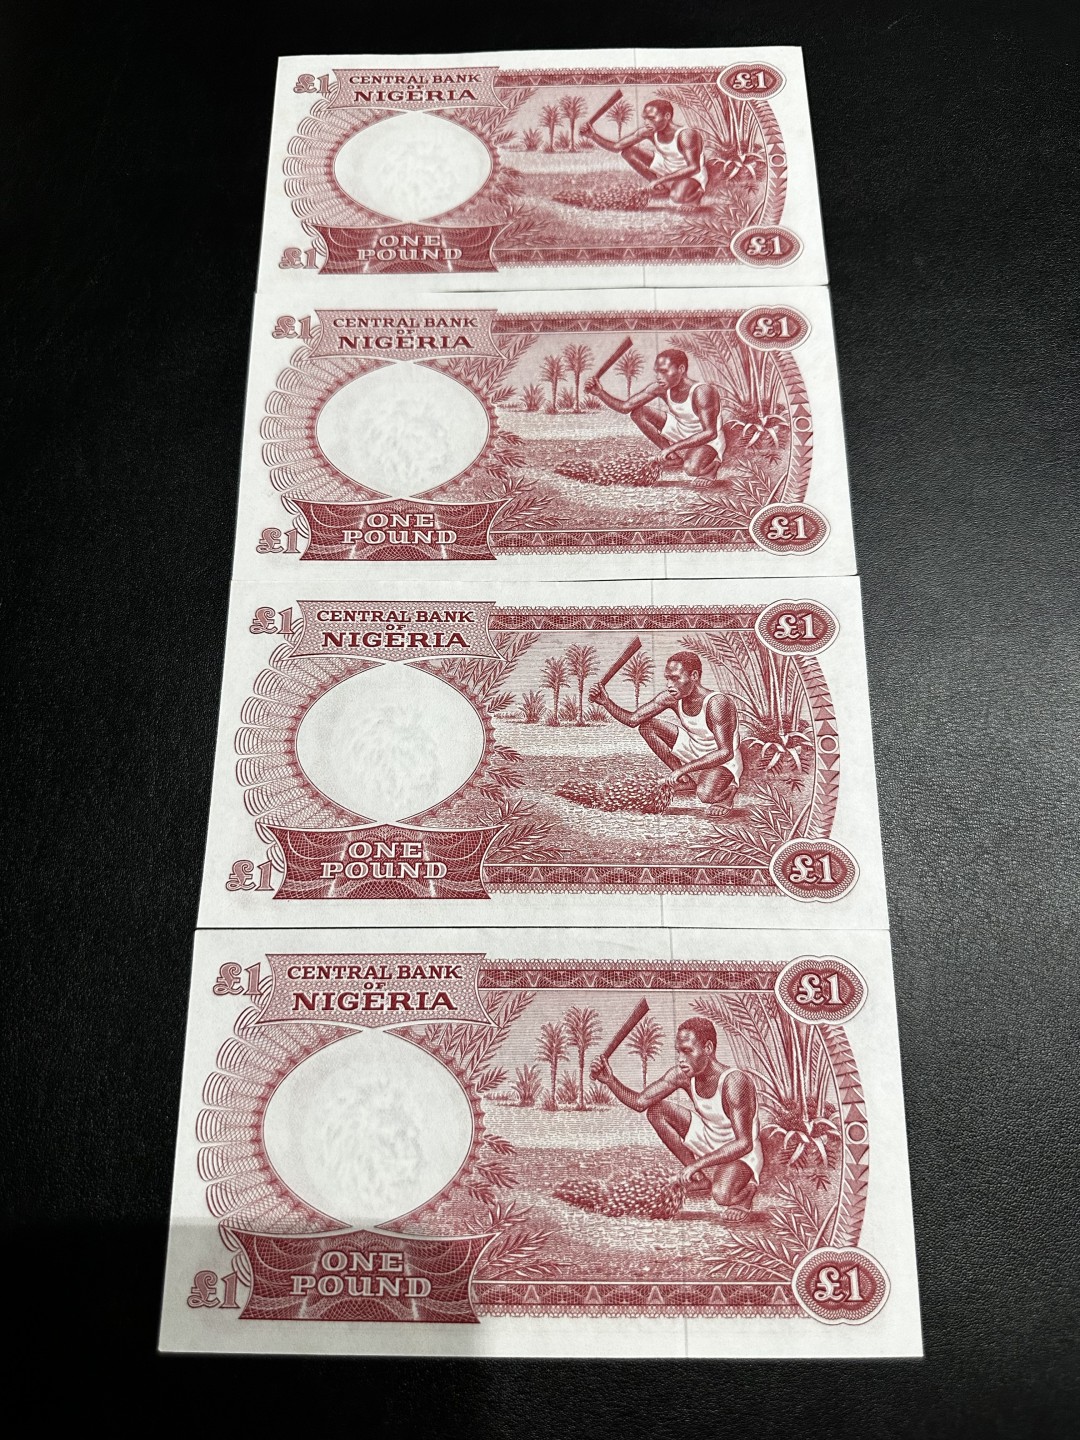 £1 CENTRAL BANK £1
OF
NIGERIA
ONE
£1 POUND £1
£1 CENTRAL BANK £1
OF
NIGERIA
ONE
£1 POUND £1
£1 CENTRAL BANK £1
OF
NIGERIA
ONE
£1 POUND £1
£1 CENTRAL BANK £1
OF
NIGERIA
ONE
£1 POUND £1